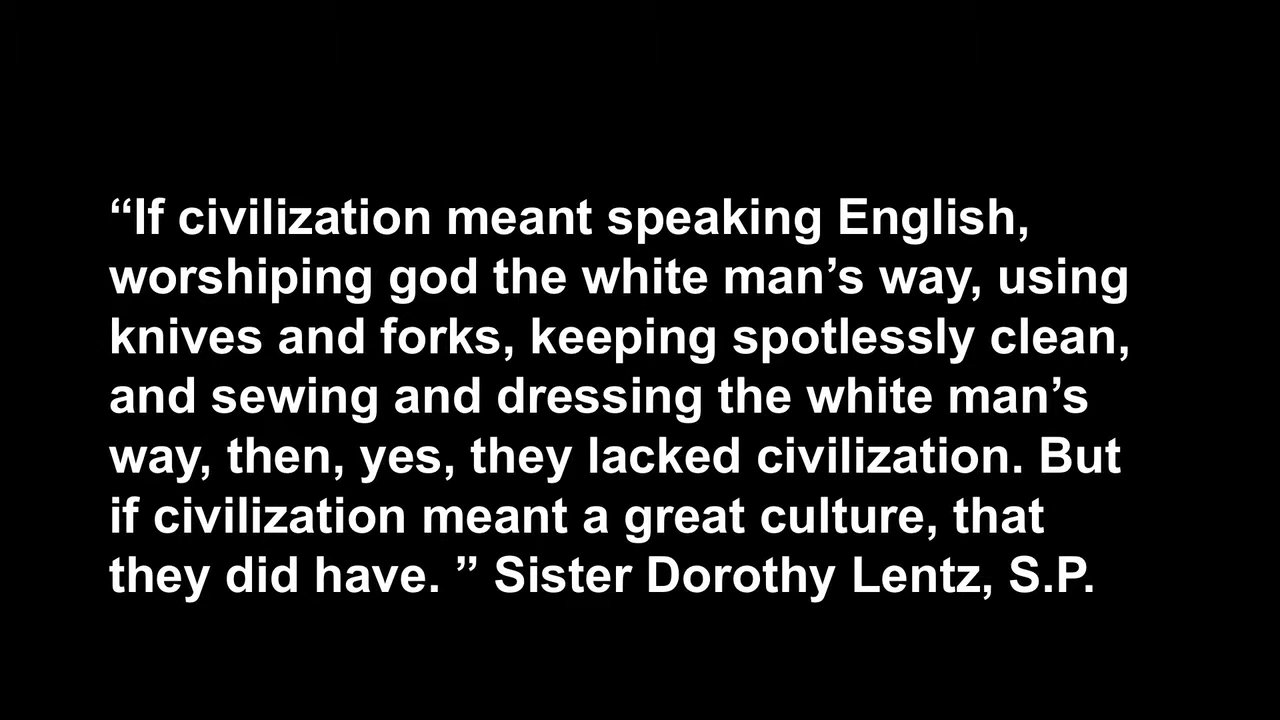 “If civilization meant speaking English,
worshiping god the white man’s way, using
knives and forks, keeping spotlessly clean,
and sewing and dressing the white man’s
way, then, yes, they lacked civilization. But
if civilization meant a great culture, that
they did have. ” Sister Dorothy Lentz, S.P.